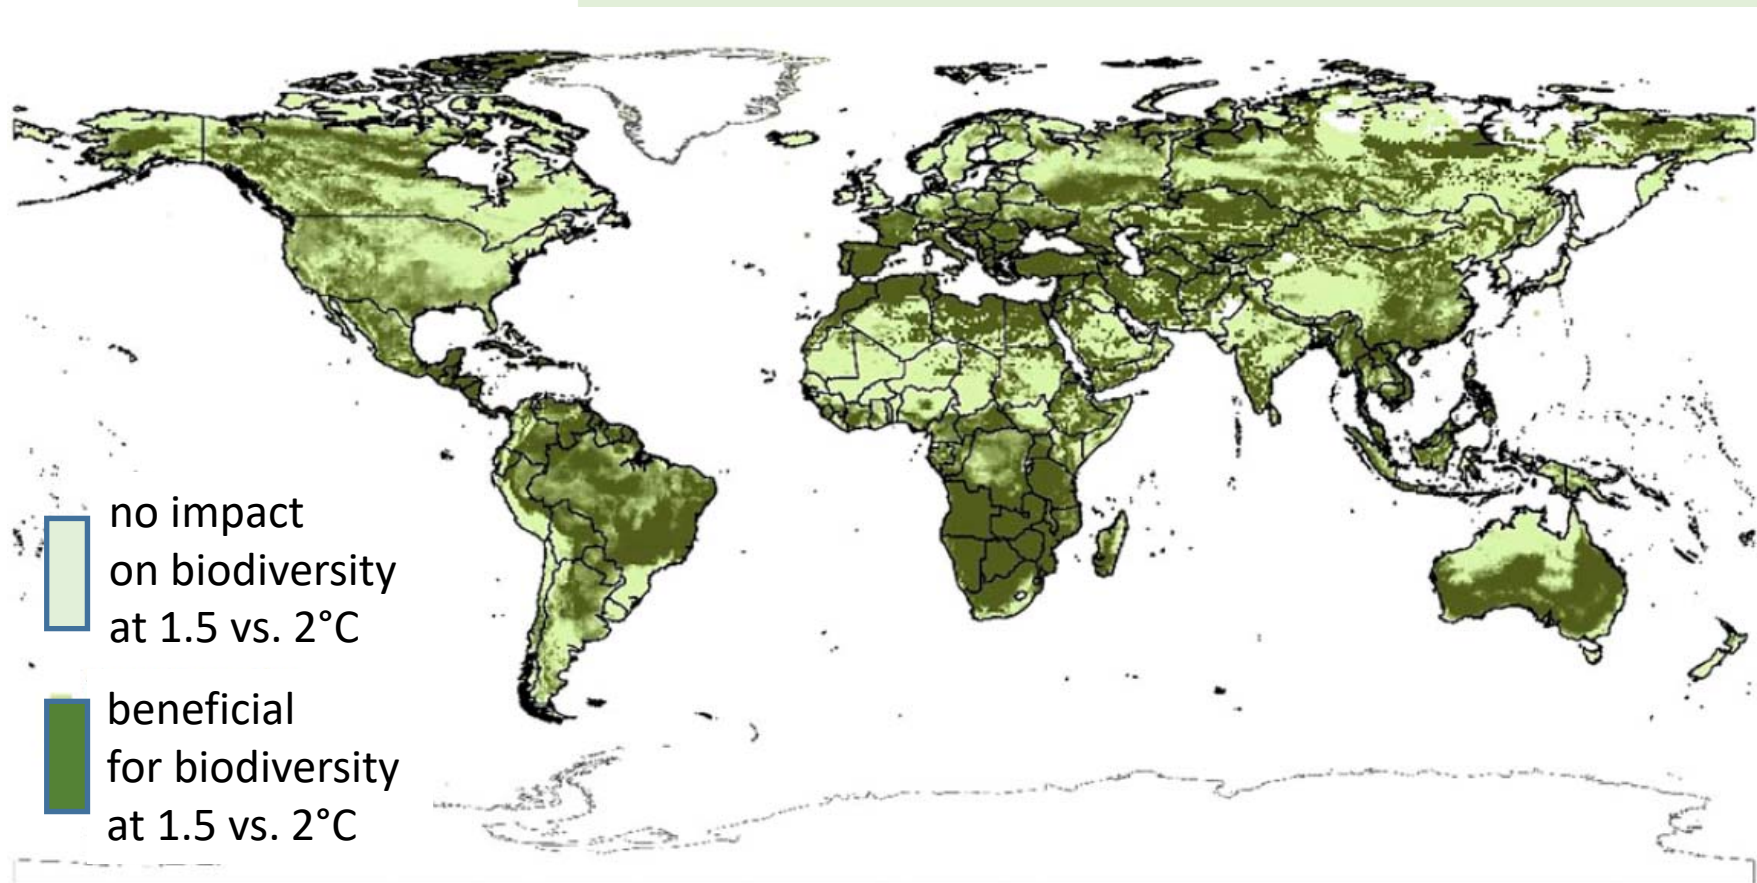 no impact
on biodiversity
at 1.5 vs. 2°C
beneficial
for biodiversity
at 1.5 vs. 2°C